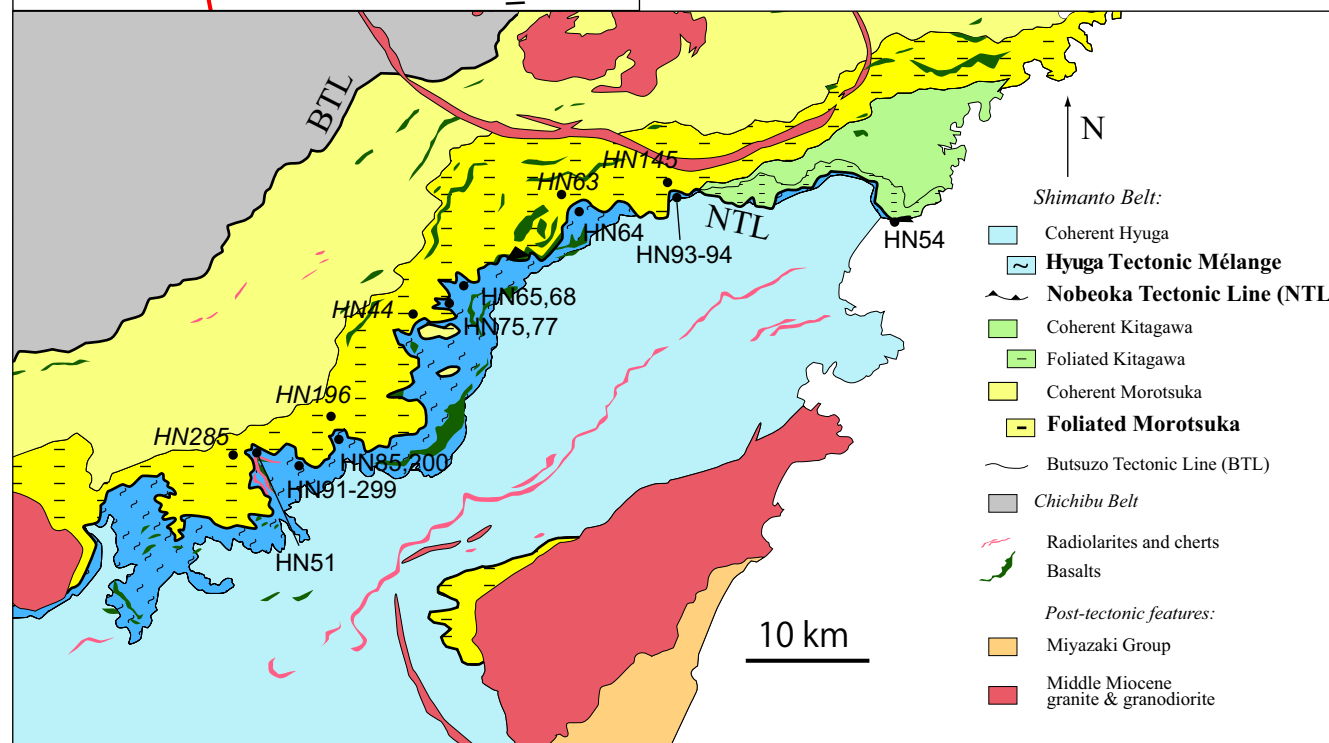 BTL
HN145
HN63
NTL
HN64
HN93-94
HN54
HN65,68
HN44
HN75,77
HN196
HN285
HN85,200
HN91-299
HN51
10 km
N
Shimanto Belt:
Coherent Hyuga
Hyuga Tectonic Mélange
Nobeoka Tectonic Line (NTL
Coherent Kitagawa
Foliated Kitagawa
Coherent Morotsuka
Foliated Morotsuka
Butsuzo Tectonic Line (BTL)
Chichibu Belt
Radiolarites and cherts
Basalts
Post-tectonic features:
Miyazaki Group
Middle Miocene
granite & granodiorite